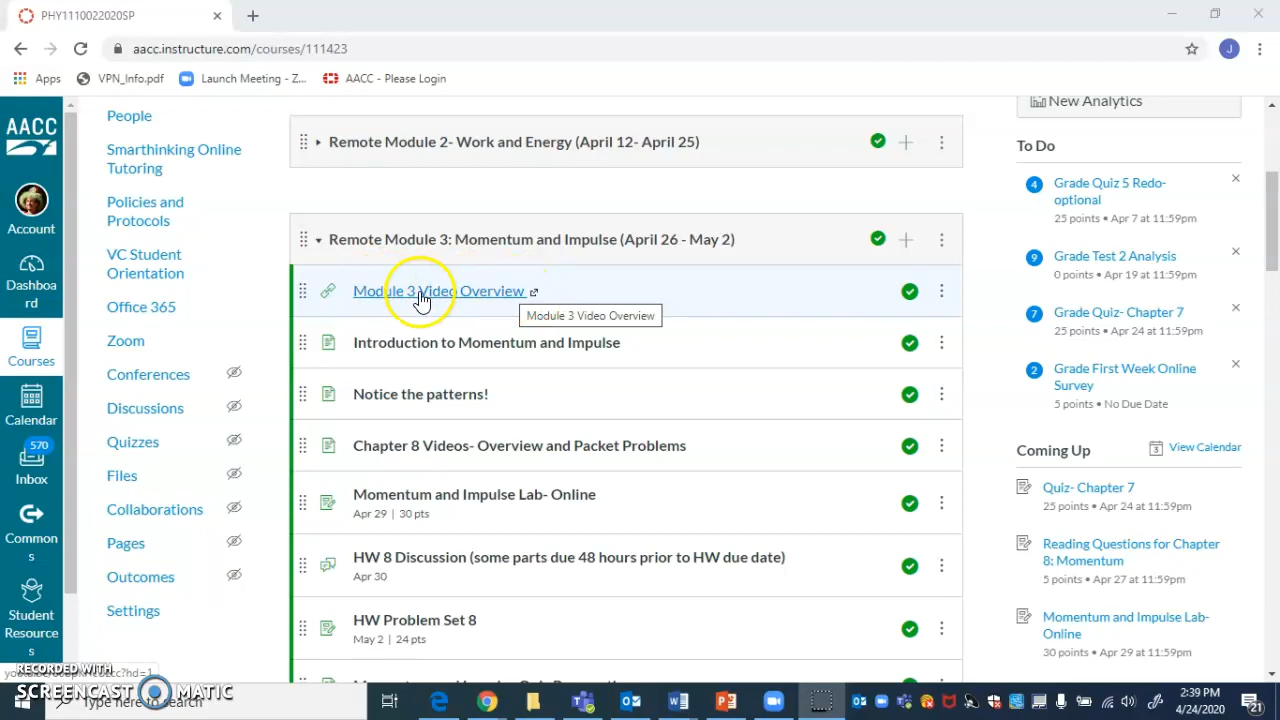 PHY1110022020SP
aacc.instructure.com/courses/111423
J
Apps
VPN_Info.pdf
Launch Meeting - Z...
AACC - Please Login
AACC
Account
Dashboa
rd
Courses
Calendar
570
Inbox
Common
s
Student
Resource
s
People
Smarthinking Online
Tutoring
Policies and
Protocols
VC Student
Orientation
Office 365
Zoom
Conferences
Discussions
Quizzes
Files
Collaborations
Pages
Outcomes
Settings
Remote Module 2- Work and Energy (April 12- April 25)
Remote Module 3: Momentum and Impulse (April 26 - May 2)
Module 3 Video Overview
Module 3 Video Overview
Introduction to Momentum and Impulse
Notice the patterns!
Chapter 8 Videos- Overview and Packet Problems
Momentum and Impulse Lab- Online
Apr 29 | 30 pts
HW 8 Discussion (some parts due 48 hours prior to HW due date)
Apr 30
HW Problem Set 8
May 2 | 24 pts
New Analytics
To Do
4
Grade Quiz 5 Redo-
optional
25 points • Apr 7 at 11:59pm
9
Grade Test 2 Analysis
0 points • Apr 19 at 11:59pm
7
Grade Quiz- Chapter 7
25 points • Apr 24 at 11:59pm
2
Grade First Week Online
Survey
5 points • No Due Date
Coming Up
3
View Calendar
Quiz- Chapter 7
25 points • Apr 24 at 11:59pm
Reading Questions for Chapter
8: Momentum
5 points • Apr 27 at 11:59pm
Momentum and Impulse Lab-
Online
30 points • Apr 29 at 11:59pm
RECORDED WITH
SCREENCAST MATIC
Type here to search
2:39 PM
4/24/2020
21